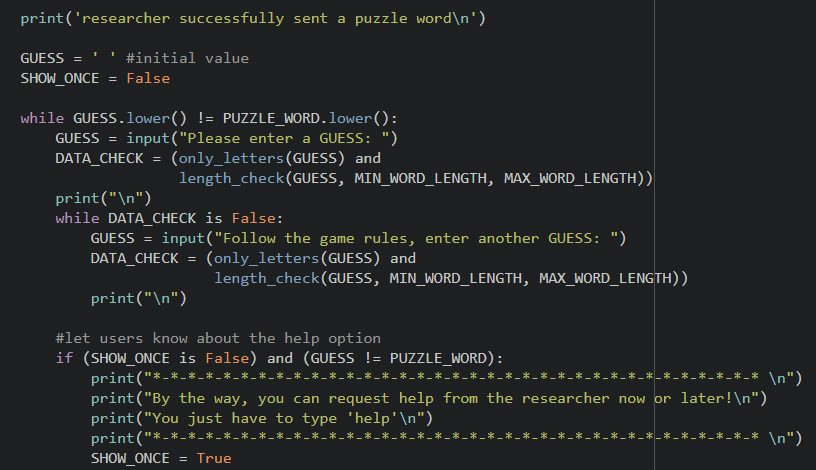 print('researcher successfully sent a puzzle word\n')
GUESS = ' ' #initial value
SHOW_ONCE = False
while GUESS.lower() != PUZZLE_WORD.lower():
    GUESS = input("Please enter a GUESS: ")
    DATA_CHECK = (only_letters(GUESS) and
                  length_check(GUESS, MIN_WORD_LENGTH, MAX_WORD_LENGTH))
    print("\n")
    while DATA_CHECK is False:
        GUESS = input("Follow the game rules, enter another GUESS: ")
        DATA_CHECK = (only_letters(GUESS) and
                      length_check(GUESS, MIN_WORD_LENGTH, MAX_WORD_LENGTH))
        print("\n")
    #let users know about the help option
    if (SHOW_ONCE is False) and (GUESS != PUZZLE_WORD):
        print("*-*-*-*-*-*-*-*-*-*-*-*-*-*-*-*-*-*-*-*-*-*-*-*-*-*-*-*-*-*-*-*-*-*-* \n")
        print("By the way, you can request help from the researcher now or later!\n")
        print("You just have to type 'help'\n")
        print("*-*-*-*-*-*-*-*-*-*-*-*-*-*-*-*-*-*-*-*-*-*-*-*-*-*-*-*-*-*-*-*-*-*-* \n")
        SHOW_ONCE = True